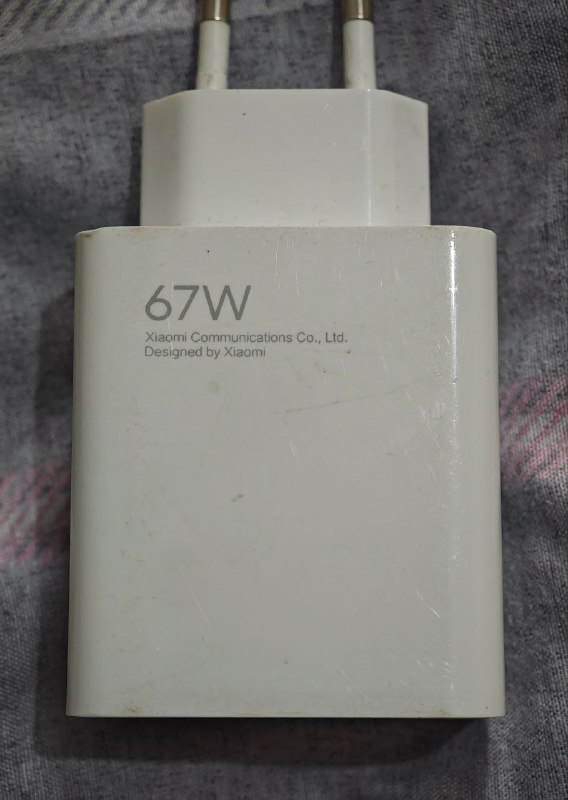 67W
Xiaomi Communications Co., Ltd.
Designed by Xiaomi